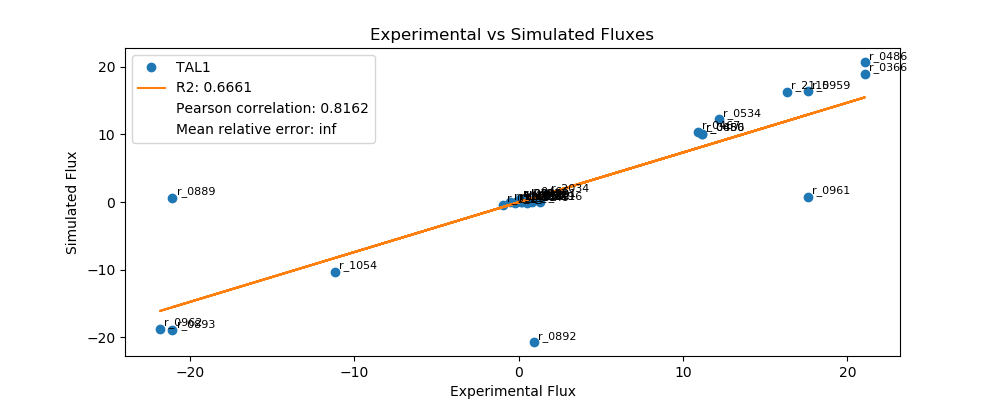 Experimental vs Simulated Fluxes
TAL1
R2: 0.6661
Pearson correlation: 0.8162
Mean relative error: inf
r_0486
r_0366
r_0959
r_0534
r_0889
r_2034
r_0961
r_1054
r_0962
r_0893
r_0892
20
10
0
−10
−20
Simulated Flux
−20
−10
0
10
20
Experimental Flux